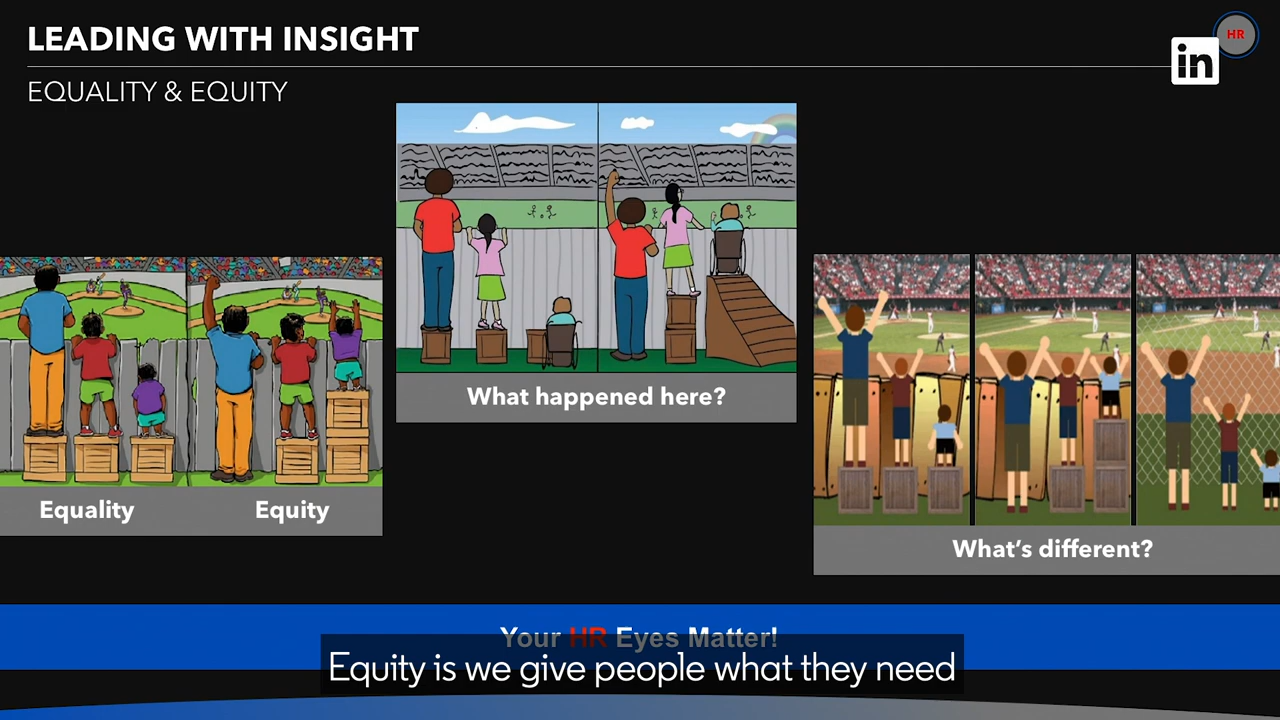 LEADING WITH INSIGHT
HR
in
EQUALITY & EQUITY
What happened here?
Equality Equity
What's different?
Your HR Eyes Matter!
Equity is we give people what they need